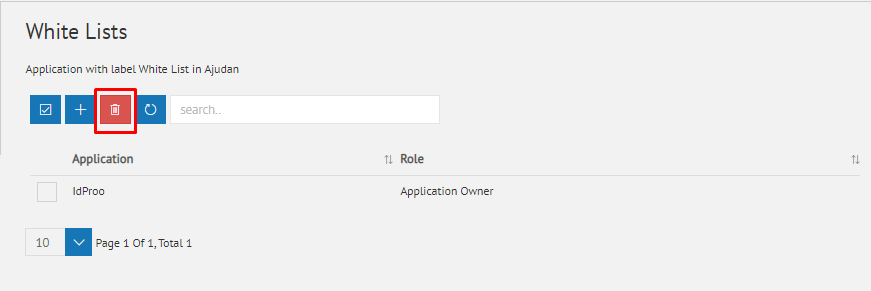 White Lists
Application with label White List in Ajudan
search..
Application Role
IdProo Application Owner
10 Page 1 Of 1, Total 1